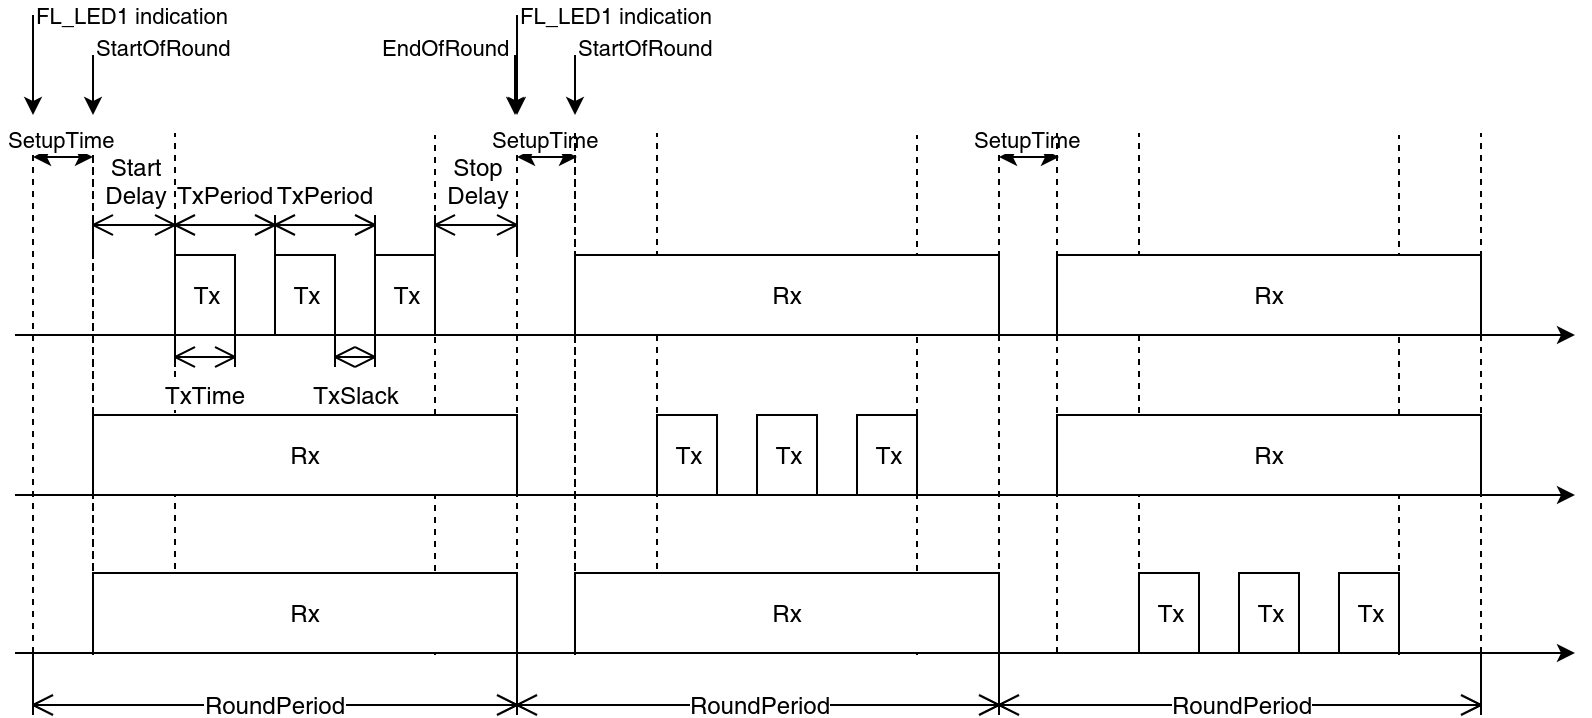 FL_LED1 indication
FL_LED1 indication
StartOfRound
EndOfRound
StartOfRound
SetupTime
SetupTime
SetupTime
Start
Delay
TxPeriod
TxPeriod
Stop
Delay
Tx
Tx
Tx
Rx
Rx
TxTime
TxSlack
Rx
Tx
Tx
Tx
Rx
Rx
Rx
Tx
Tx
Tx
RoundPeriod
RoundPeriod
RoundPeriod